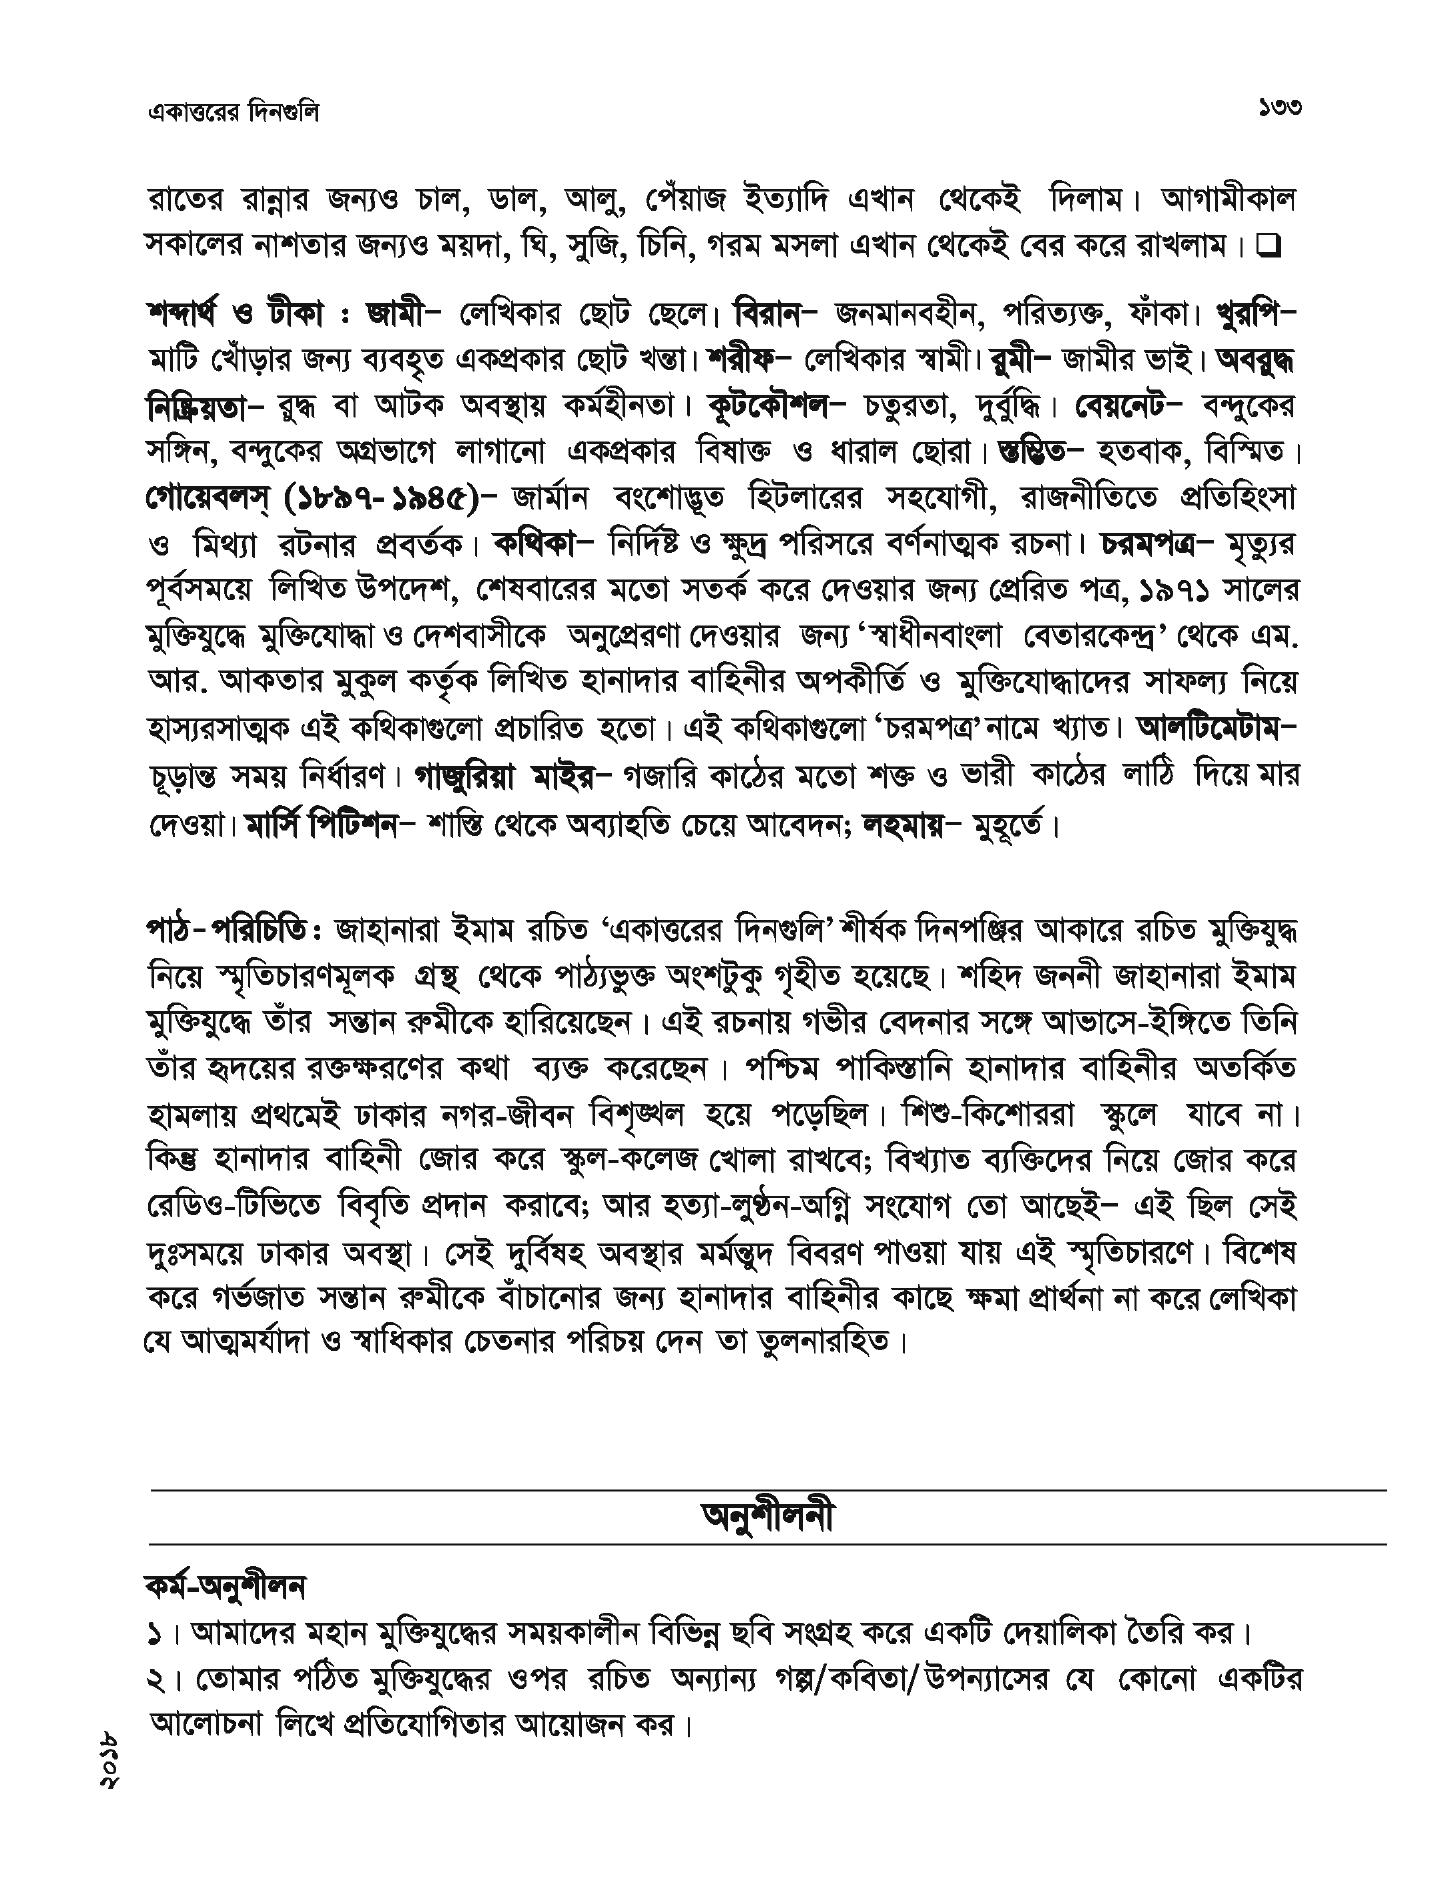 একাত্তরের দিনগুলি ১৩৩
রাতের রান্নার জন্যও চাল, ডাল, আলু, পেঁয়াজ ইত্যাদি এখান থেকেই দিলাম। আগামীকাল
সকালের নাশতার জন্যও ময়দা, ঘি, সুজি, চিনি, গরম মসলা এখান থেকেই বের করে রাখলাম। ❑
শব্দার্থ ও টীকা : জামী– লেখিকার ছোট ছেলে। বিরান– জনমানবহীন, পরিত্যক্ত, ফাঁকা। খুরপি–
মাটি খোঁড়ার জন্য ব্যবহৃত একপ্রকার ছোট খন্তা। শরীফ– লেখিকার স্বামী। রুমী– জামীর ভাই। অবরুদ্ধ
নিষ্ক্রিয়তা– রুদ্ধ বা আটক অবস্থায় কর্মহীনতা। কূটকৌশল– চতুরতা, দুর্বুদ্ধি। বেয়নেট– বন্দুকের
সঙ্গিন, বন্দুকের অগ্রভাগে লাগানো একপ্রকার বিষাক্ত ও ধারাল ছোরা। স্তম্ভিত– হতবাক, বিস্মিত।
গোয়েবলস্ (১৮৯৭-১৯৪৫)– জার্মান বংশোদ্ভূত হিটলারের সহযোগী, রাজনীতিতে প্রতিহিংসা
ও মিথ্যা রটনার প্রবর্তক। কথিকা– নির্দিষ্ট ও ক্ষুদ্র পরিসরে বর্ণনাত্মক রচনা। চরমপত্র– মৃত্যুর
পূর্বসময়ে লিখিত উপদেশ, শেষবারের মতো সতর্ক করে দেওয়ার জন্য প্রেরিত পত্র, ১৯৭১ সালের
মুক্তিযুদ্ধে মুক্তিযোদ্ধা ও দেশবাসীকে অনুপ্রেরণা দেওয়ার জন্য ‘স্বাধীনবাংলা বেতারকেন্দ্র’ থেকে এম.
আর. আকতার মুকুল কর্তৃক লিখিত হানাদার বাহিনীর অপকীর্তি ও মুক্তিযোদ্ধাদের সাফল্য নিয়ে
হাস্যরসাত্মক এই কথিকাগুলো প্রচারিত হতো। এই কথিকাগুলো ‘চরমপত্র’ নামে খ্যাত। আলটিমেটাম–
চূড়ান্ত সময় নির্ধারণ। গাজুরিয়া মাইর– গজারি কাঠের মতো শক্ত ও ভারী কাঠের লাঠি দিয়ে মার
দেওয়া। মার্সি পিটিশন– শাস্তি থেকে অব্যাহতি চেয়ে আবেদন; লহমায়– মুহূর্তে।
পাঠ-পরিচিতি : জাহানারা ইমাম রচিত ‘একাত্তরের দিনগুলি’ শীর্ষক দিনপঞ্জির আকারে রচিত মুক্তিযুদ্ধ
নিয়ে স্মৃতিচারণমূলক গ্রন্থ থেকে পাঠ্যভুক্ত অংশটুকু গৃহীত হয়েছে। শহিদ জননী জাহানারা ইমাম
মুক্তিযুদ্ধে তাঁর সন্তান রুমীকে হারিয়েছেন। এই রচনায় গভীর বেদনার সঙ্গে আভাসে-ইঙ্গিতে তিনি
তাঁর হৃদয়ের রক্তক্ষরণের কথা ব্যক্ত করেছেন। পশ্চিম পাকিস্তানি হানাদার বাহিনীর অতর্কিত
হামলায় প্রথমেই ঢাকার নগর-জীবন বিশৃঙ্খল হয়ে পড়েছিল। শিশু-কিশোররা স্কুলে যাবে না।
কিন্তু হানাদার বাহিনী জোর করে স্কুল-কলেজ খোলা রাখবে; বিখ্যাত ব্যক্তিদের নিয়ে জোর করে
রেডিও-টিভিতে বিবৃতি প্রদান করাবে; আর হত্যা-লুণ্ঠন-অগ্নি সংযোগ তো আছেই– এই ছিল সেই
দুঃসময়ে ঢাকার অবস্থা। সেই দুর্বিষহ অবস্থার মর্মন্তুদ বিবরণ পাওয়া যায় এই স্মৃতিচারণে। বিশেষ
করে গর্ভজাত সন্তান রুমীকে বাঁচানোর জন্য হানাদার বাহিনীর কাছে ক্ষমা প্রার্থনা না করে লেখিকা
যে আত্মমর্যাদা ও স্বাধিকার চেতনার পরিচয় দেন তা তুলনারহিত।
অনুশীলনী
কর্ম-অনুশীলন
১। আমাদের মহান মুক্তিযুদ্ধের সময়কালীন বিভিন্ন ছবি সংগ্রহ করে একটি দেয়ালিকা তৈরি কর।
২। তোমার পঠিত মুক্তিযুদ্ধের ওপর রচিত অন্যান্য গল্প/কবিতা/উপন্যাসের যে কোনো একটির
আলোচনা লিখে প্রতিযোগিতার আয়োজন কর।
২০১৮